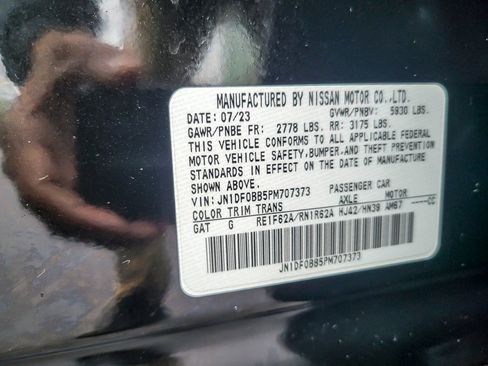 MANUFACTURED BY NISSAN MOTOR CO., LTD.
DATE: 07/23 GVWR/PNBV: 5930 LBS.
GAWR/PNBE FR: 2778 LBS. RR: 3175 LBS.
THIS VEHICLE CONFORMS TO ALL APPLICABLE FEDERAL
MOTOR VEHICLE SAFETY, BUMPER, AND THEFT PREVENTION
STANDARDS IN EFFECT ON THE DATE OF MANUFACTURE
SHOWN ABOVE.
VIN: JN1DF0BB5PM707373 PASSENGER CAR
COLOR TRIM TRANS AXLE MOTOR
GAT G RE1F62A/RN1R62A HJ42/HN39 AM67 ----CC
JN1DF0BB5PM707373